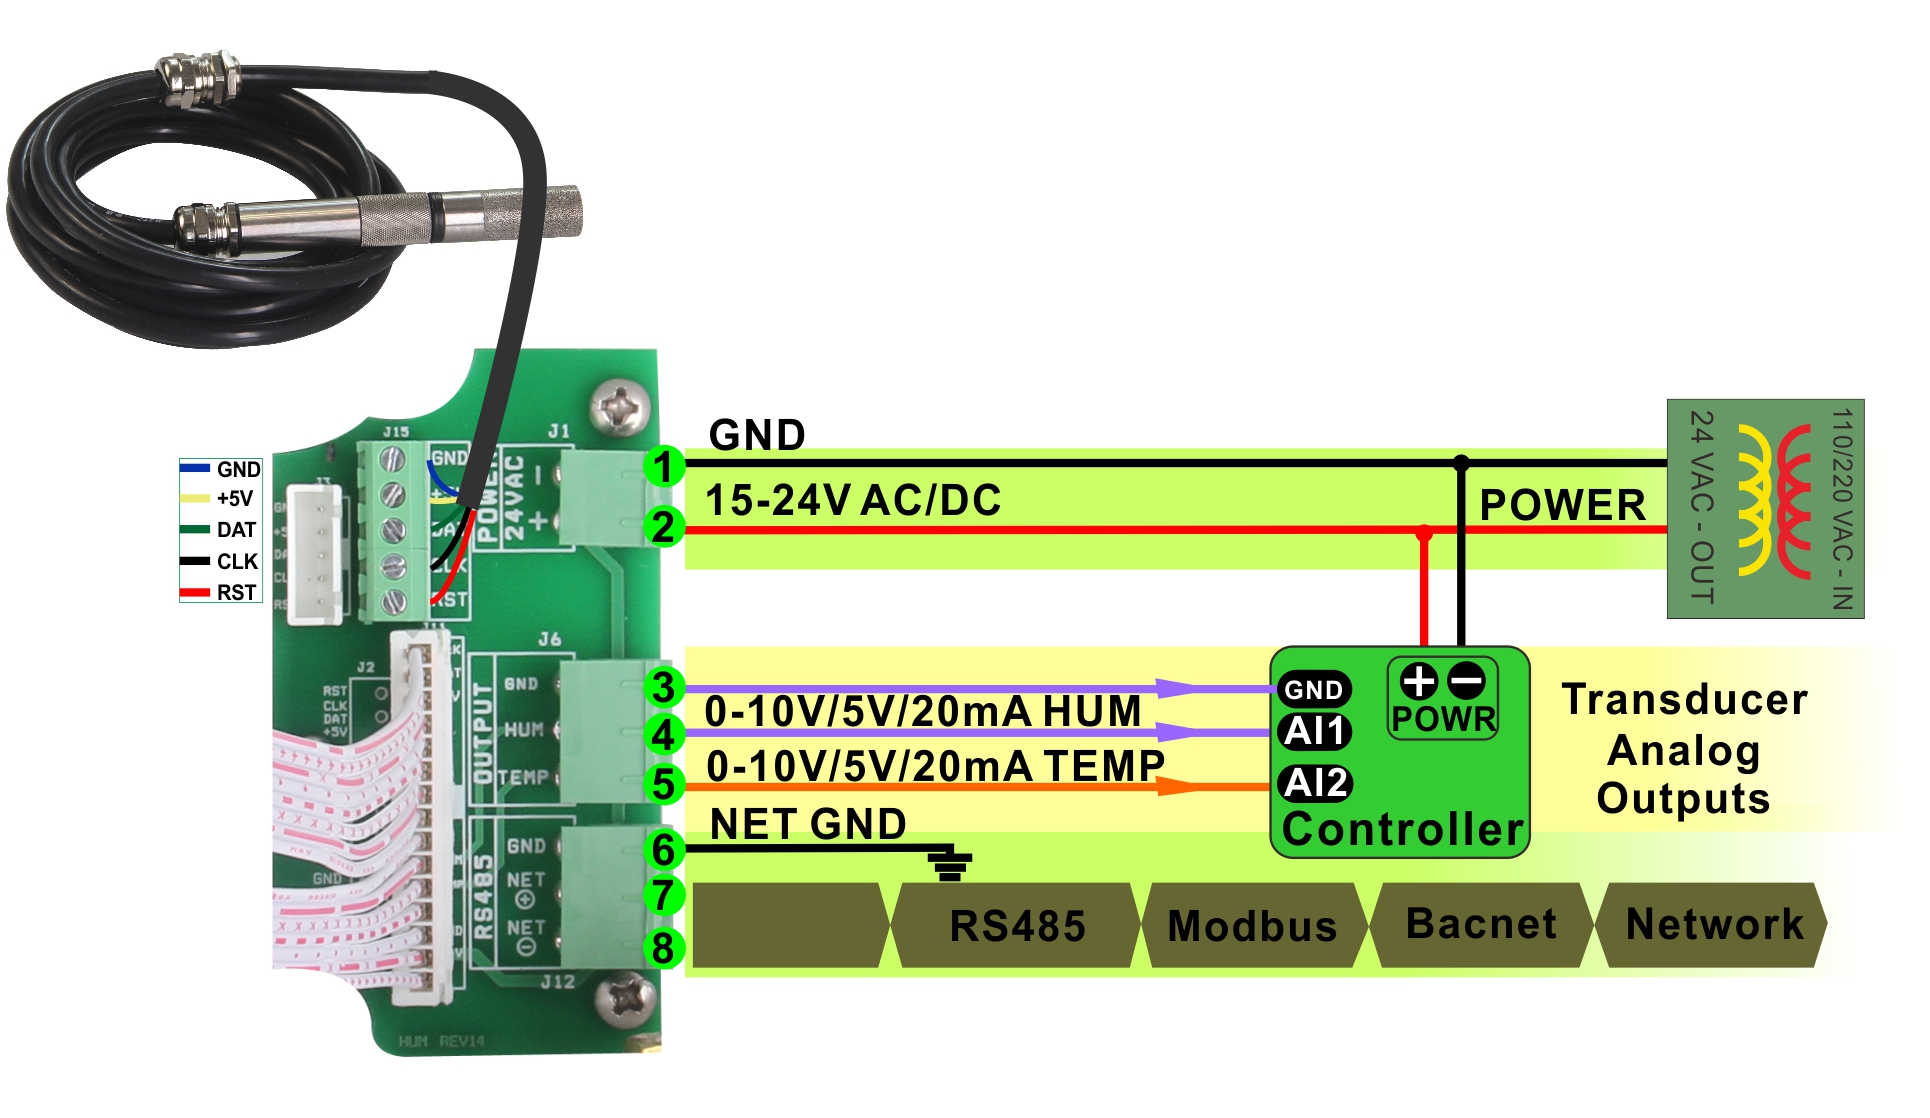 GND
+5V
DAT
CLK
RST
J15
GND
DAT
CLK
RST
J1
POWER
24VAC
−
+
J2
RST
CLK
DAT
+5V
J6
OUTPUT
GND
HUM
TEMP
RS485
GND
NET
+
NET
−
J12
GND
HUM REV14
1
2
3
4
5
6
7
8
GND
15-24V AC/DC
POWER
24 VAC - OUT
110/220 VAC - IN
0-10V/5V/20mA HUM
0-10V/5V/20mA TEMP
NET GND
GND
AI1
AI2
+ −
POWR
Controller
Transducer
Analog
Outputs
RS485
Modbus
Bacnet
Network